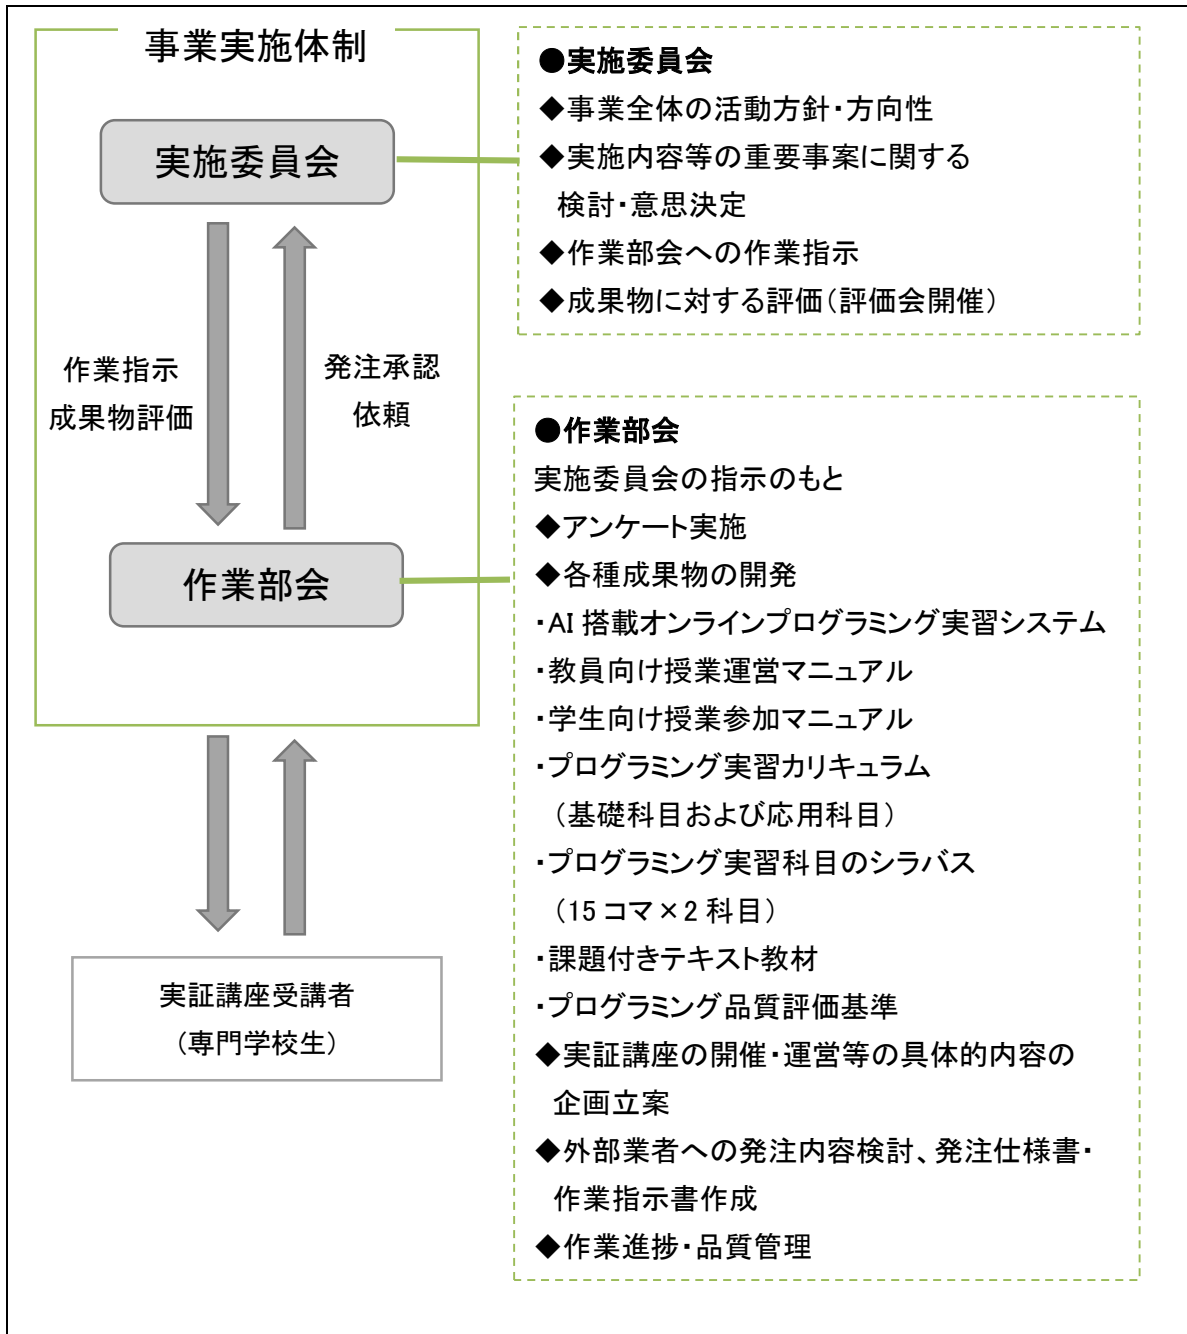 事業実施体制
実施委員会
作業指示
成果物評価
発注承認
依頼
作業部会
実証講座受講者
（専門学校生）
●実施委員会
◆事業全体の活動方針・方向性
◆実施内容等の重要事案に関する
検討・意思決定
◆作業部会への作業指示
◆成果物に対する評価（評価会開催）
●作業部会
実施委員会の指示のもと
◆アンケート実施
◆各種成果物の開発
・AI 搭載オンラインプログラミング実習システム
・教員向け授業運営マニュアル
・学生向け授業参加マニュアル
・プログラミング実習カリキュラム
（基礎科目および応用科目）
・プログラミング実習科目のシラバス
（15 コマ×2 科目）
・課題付きテキスト教材
・プログラミング品質評価基準
◆実証講座の開催・運営等の具体的内容の
企画立案
◆外部業者への発注内容検討、発注仕様書・
作業指示書作成
◆作業進捗・品質管理